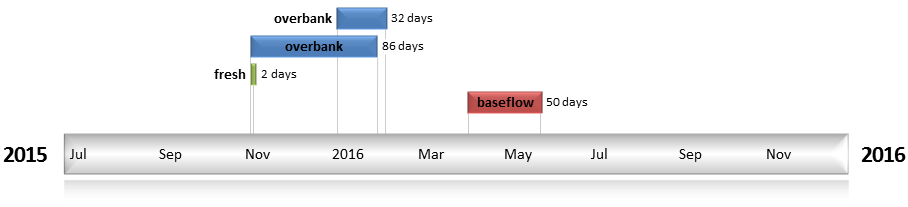 overbank 32 days
overbank 86 days
fresh 2 days
baseflow 50 days
2015 Jul Sep Nov 2016 Mar May Jul Sep Nov 2016